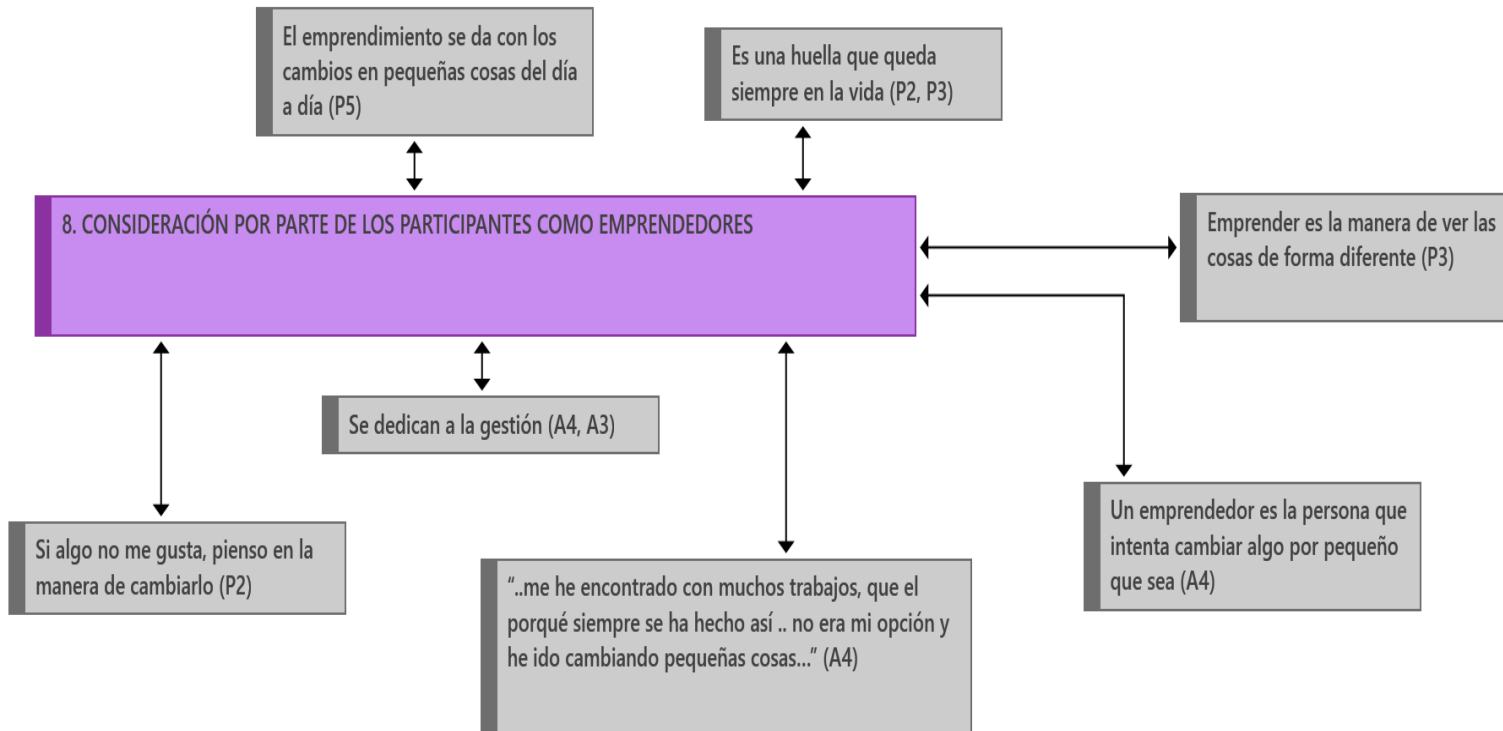 El emprendimiento se da con los
cambios en pequeñas cosas del día
a día (P5)
Es una huella que queda
siempre en la vida (P2, P3)
8. CONSIDERACIÓN POR PARTE DE LOS PARTICIPANTES COMO EMPRENDEDORES
Emprender es la manera de ver las
cosas de forma diferente (P3)
Se dedican a la gestión (A4, A3)
Si algo no me gusta, pienso en la
manera de cambiarlo (P2)
“..me he encontrado con muchos trabajos, que el
porqué siempre se ha hecho así .. no era mi opción y
he ido cambiando pequeñas cosas...” (A4)
Un emprendedor es la persona que
intenta cambiar algo por pequeño
que sea (A4)